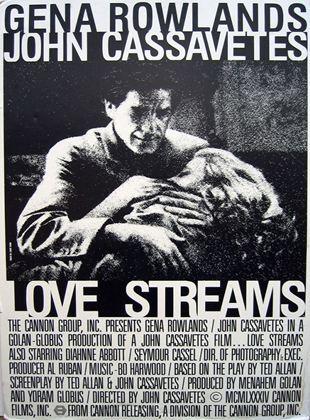 GENA ROWLANDS
JOHN CASSAVETES
LOVE STREAMS
THE CANNON GROUP, INC. PRESENTS GENA ROWLANDS / JOHN CASSAVETES IN A
GOLAN-GLOBUS PRODUCTION OF A JOHN CASSAVETES FILM...LOVE STREAMS
ALSO STARRING DIAHNNE ABBOTT / SEYMOUR CASSEL / DIR. OF PHOTOGRAPHY & EXEC.
PRODUCER AL RUBAN / MUSIC-BO HARWOOD / BASED ON THE PLAY BY TED ALLAN /
SCREENPLAY BY TED ALLAN & JOHN CASSAVETES / PRODUCED BY MENAHEM GOLAN
AND YORAM GLOBUS / DIRECTED BY JOHN CASSAVETES / © MCMLXXXIV CANNON
FILMS, INC. FROM CANNON RELEASING, A DIVISION OF THE CANNON GROUP,